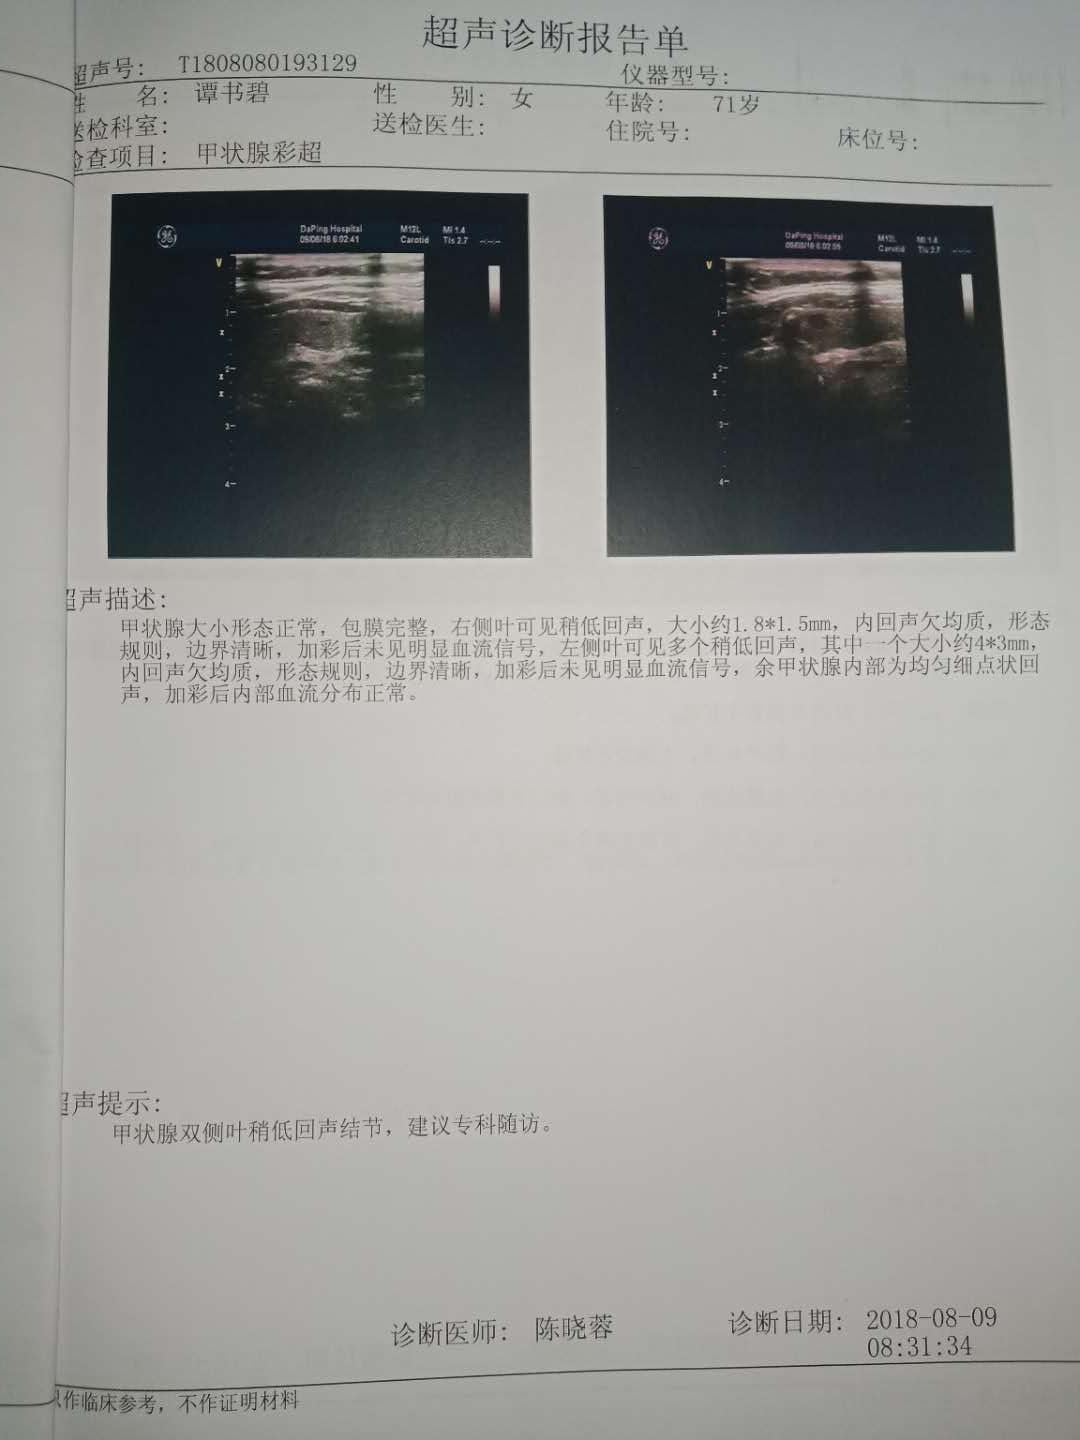 超声诊断报告单
超声号: T1808080193129 仪器型号:
姓 名: 谭书碧 性 别: 女 年龄: 71岁
送检科室: 送检医生: 住院号: 床位号:
检查项目: 甲状腺彩超
DaPing Hospital M12L MI 1.4
09/08/18 6:02:41 Carotid TIs 2.7
V
1
2
3
4
DaPing Hospital M12L MI 1.4
09/08/18 6:02:55 Carotid TIs 2.7
V
1
2
3
4
超声描述:
甲状腺大小形态正常，包膜完整，右侧叶可见稍低回声，大小约1.8*1.5mm，内回声欠均质，形态
规则，边界清晰，加彩后未见明显血流信号，左侧叶可见多个稍低回声，其中一个大小约4*3mm，
内回声欠均质，形态规则，边界清晰，加彩后未见明显血流信号，余甲状腺内部为均匀细点状回
声，加彩后内部血流分布正常。
超声提示:
甲状腺双侧叶稍低回声结节，建议专科随访。
诊断医师: 陈晓蓉 诊断日期: 2018-08-09
08:31:34
只作临床参考，不作证明材料